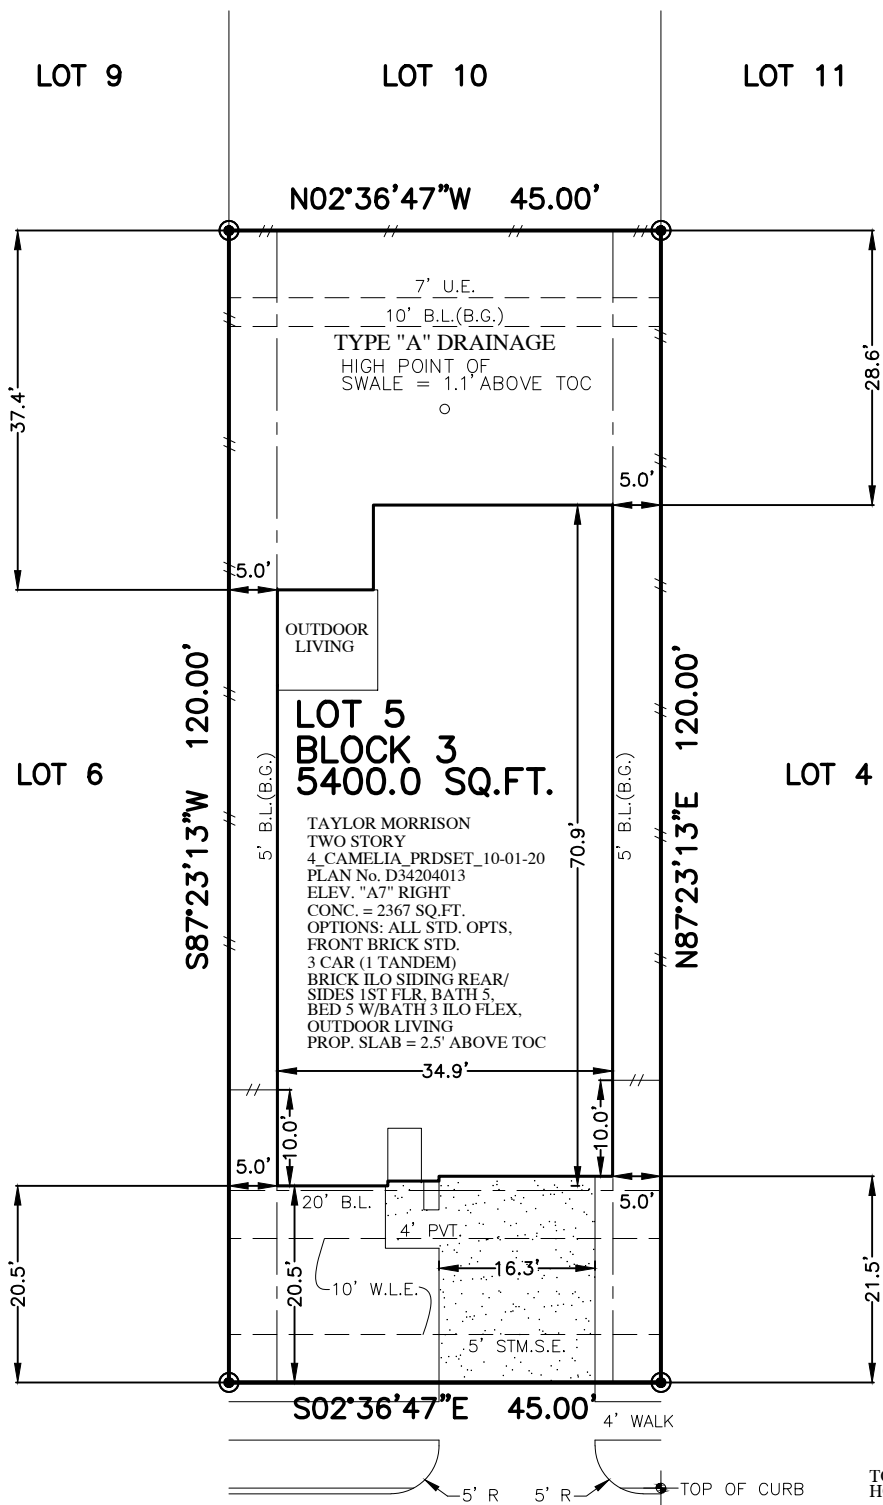 LOT 9
LOT 10
LOT 11
N02°36'47"W 45.00'
7' U.E.
10' B.L.(B.G.)
TYPE "A" DRAINAGE
HIGH POINT OF
SWALE = 1.1' ABOVE TOC
37.4'
28.6'
5.0'
5.0'
OUTDOOR
LIVING
S87°23'13"W 120.00'
N87°23'13"E 120.00'
LOT 5
BLOCK 3
5400.0 SQ.FT.
LOT 6
LOT 4
5' B.L.(B.G.)
5' B.L.(B.G.)
70.9'
TAYLOR MORRISON
TWO STORY
4_CAMELIA_PRDSET_10-01-20
PLAN No. D34204013
ELEV. "A7" RIGHT
CONC. = 2367 SQ.FT.
OPTIONS: ALL STD. OPTS,
FRONT BRICK STD.
3 CAR (1 TANDEM)
BRICK ILO SIDING REAR/
SIDES 1ST FLR, BATH 5,
BED 5 W/BATH 3 ILO FLEX,
OUTDOOR LIVING
PROP. SLAB = 2.5' ABOVE TOC
34.9'
10.0'
10.0'
5.0'
5.0'
20' B.L.
4' PVT.
20.5'
20.5'
16.3'
21.5'
10' W.L.E.
5' STM.S.E.
S02°36'47"E 45.00'
4' WALK
5' R
5' R
TOP OF CURB